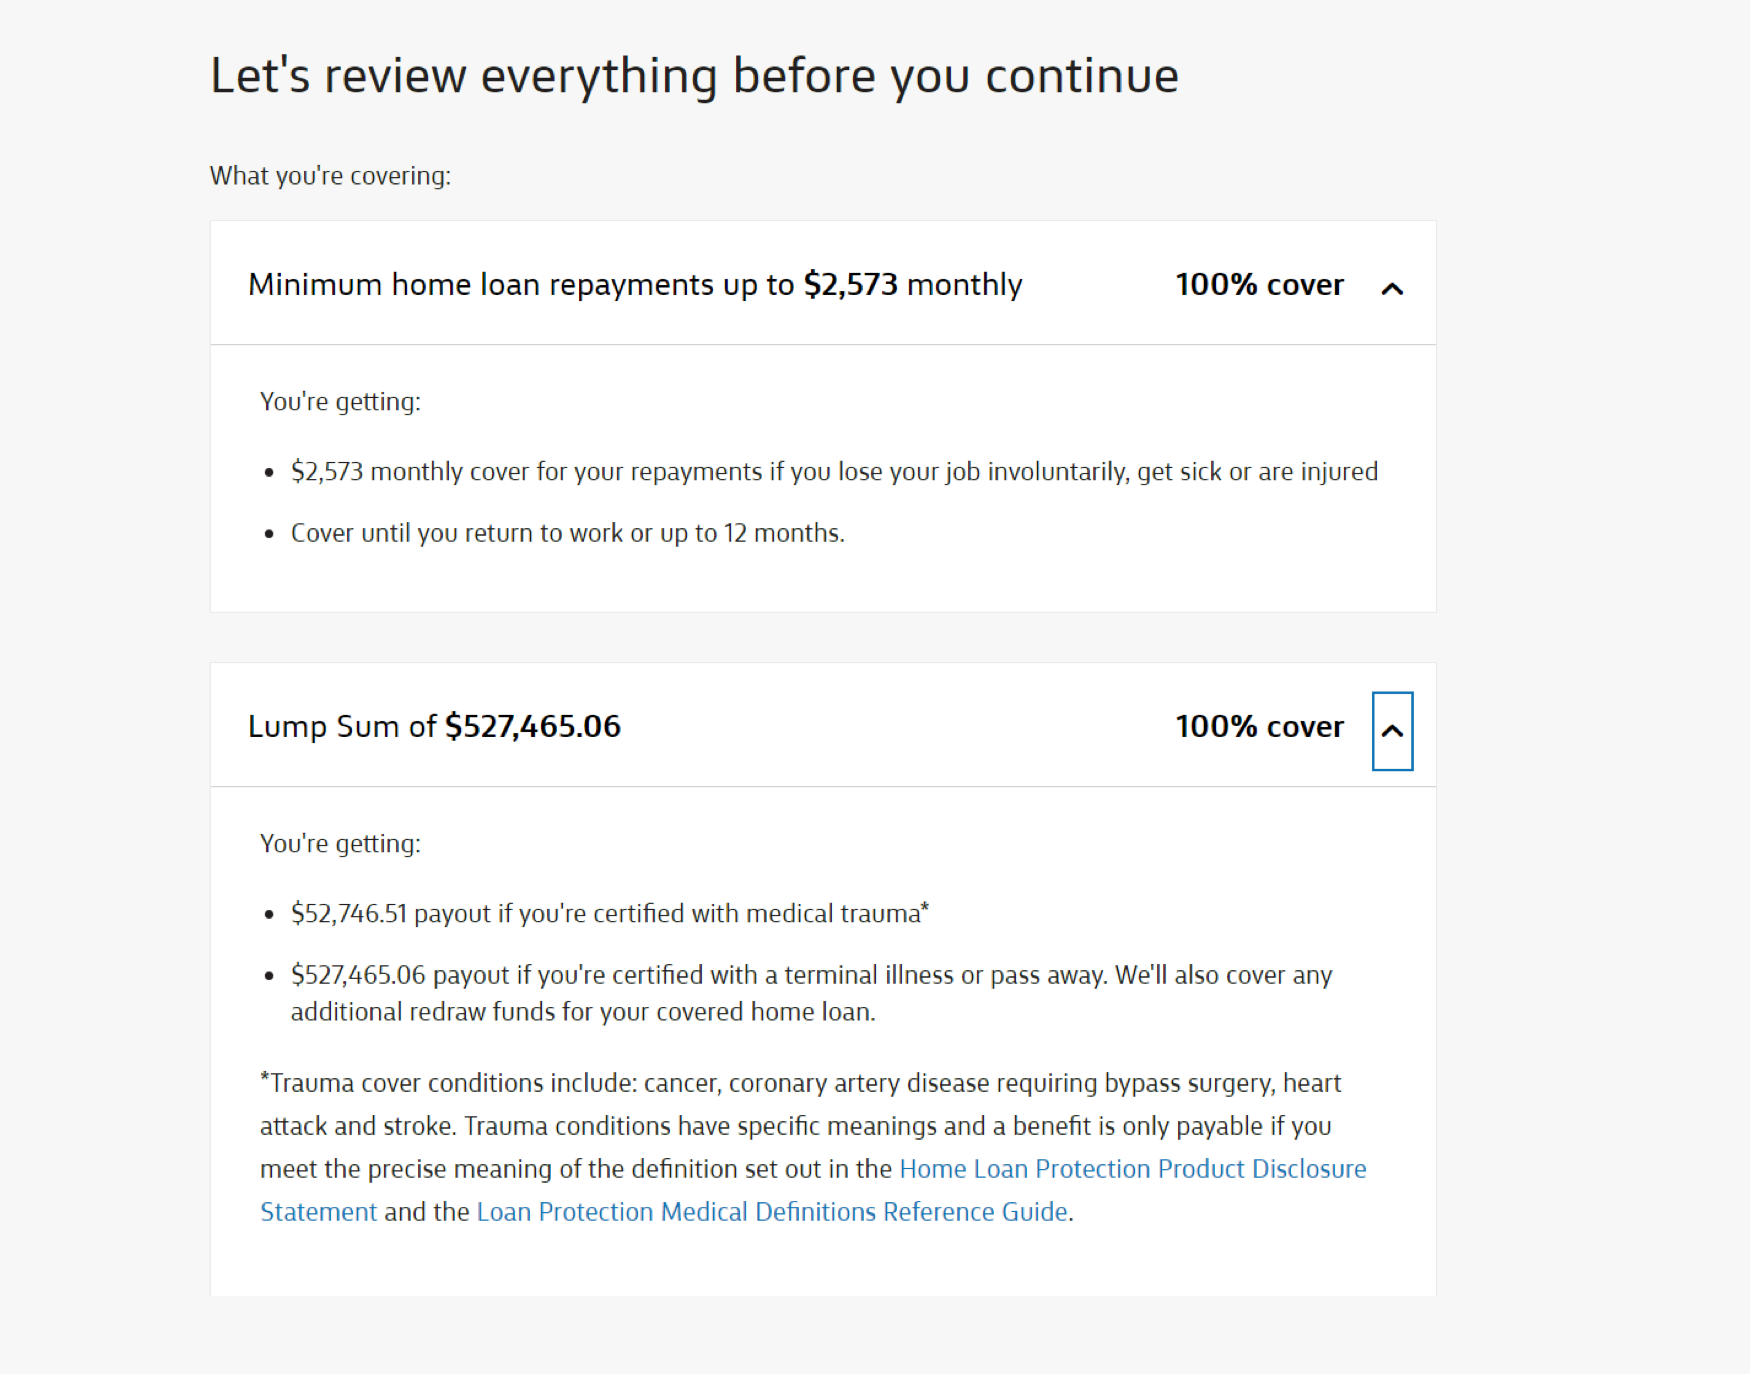 Let's review everything before you continue
What you're covering:
Minimum home loan repayments up to $2,573 monthly 100% cover
You're getting:
• $2,573 monthly cover for your repayments if you lose your job involuntarily, get sick or are injured
• Cover until you return to work or up to 12 months.
Lump Sum of $527,465.06 100% cover
You're getting:
• $52,746.51 payout if you're certified with medical trauma*
• $527,465.06 payout if you're certified with a terminal illness or pass away. We'll also cover any
additional redraw funds for your covered home loan.
*Trauma cover conditions include: cancer, coronary artery disease requiring bypass surgery, heart
attack and stroke. Trauma conditions have specific meanings and a benefit is only payable if you
meet the precise meaning of the definition set out in the Home Loan Protection Product Disclosure
Statement and the Loan Protection Medical Definitions Reference Guide.